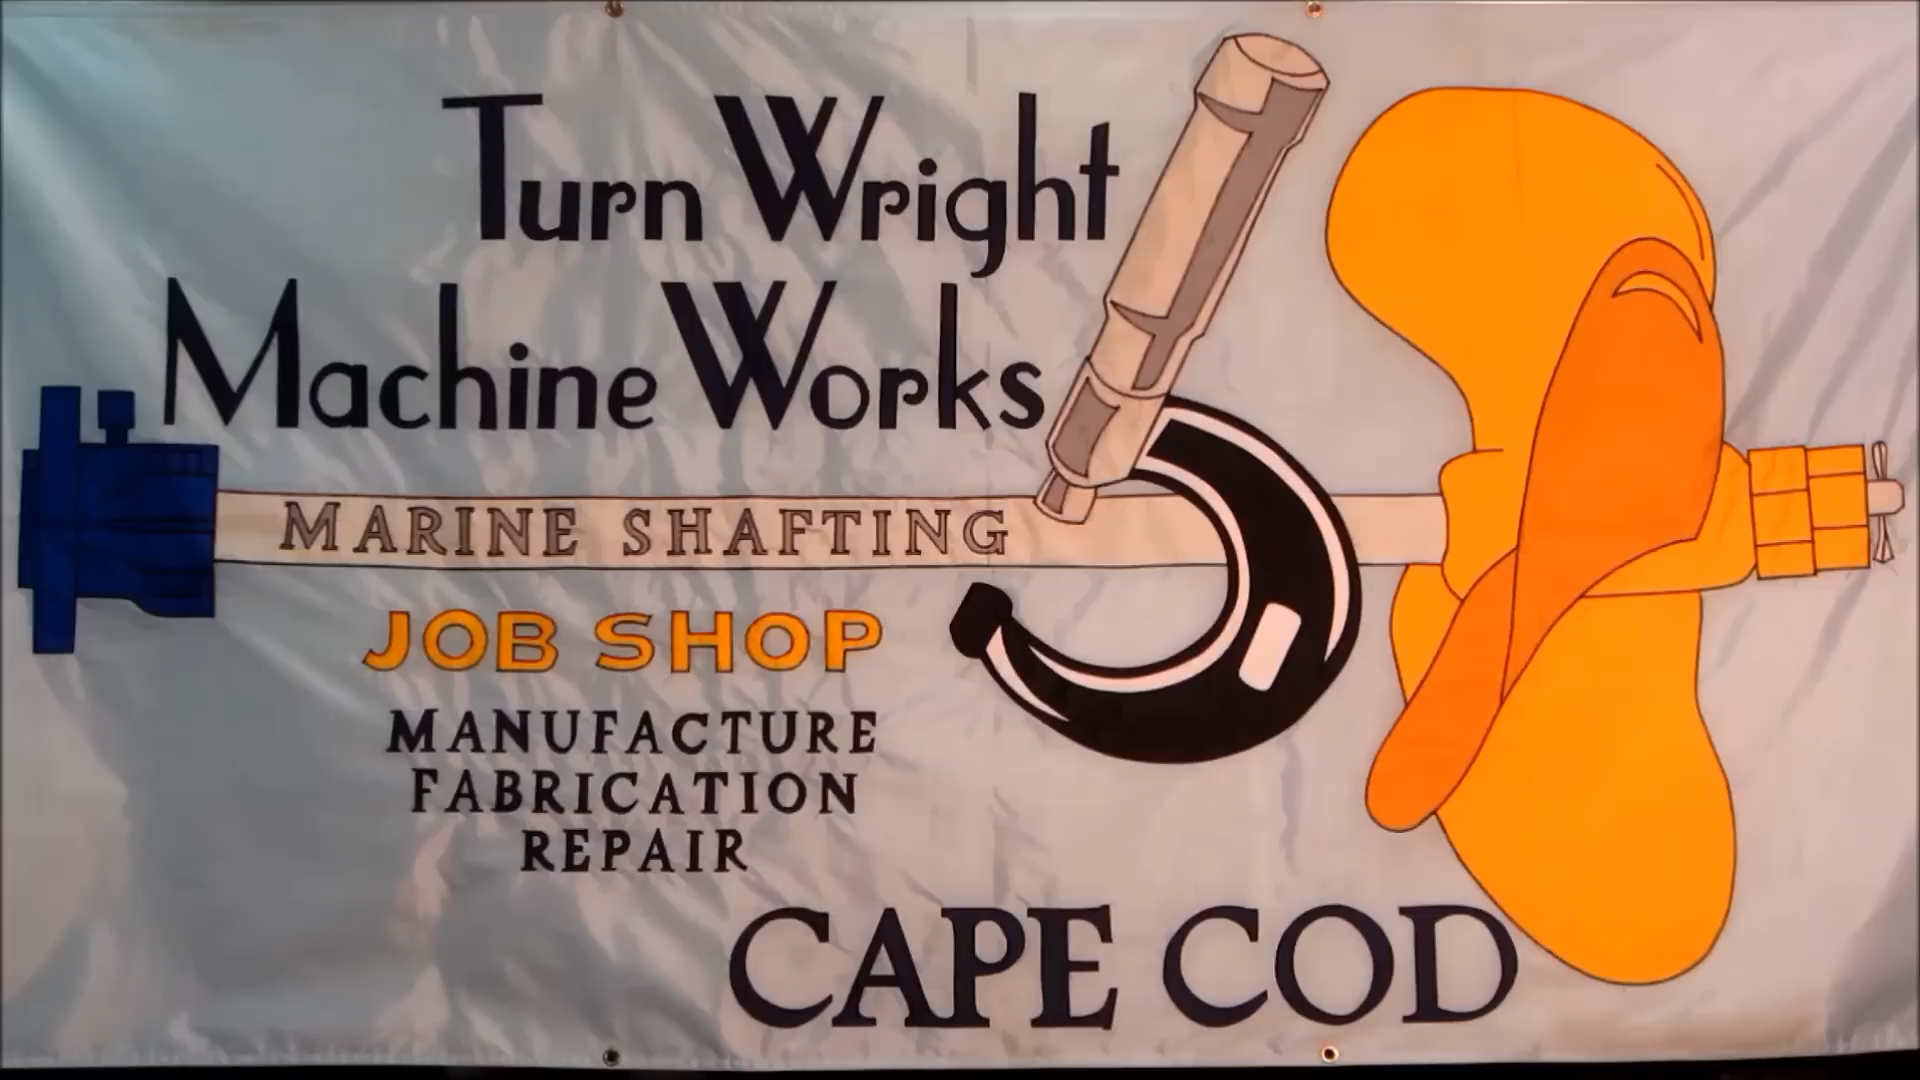 Turn Wright
Machine Works
MARINE SHAFTING
JOB SHOP
MANUFACTURE
FABRICATION
REPAIR
CAPE COD